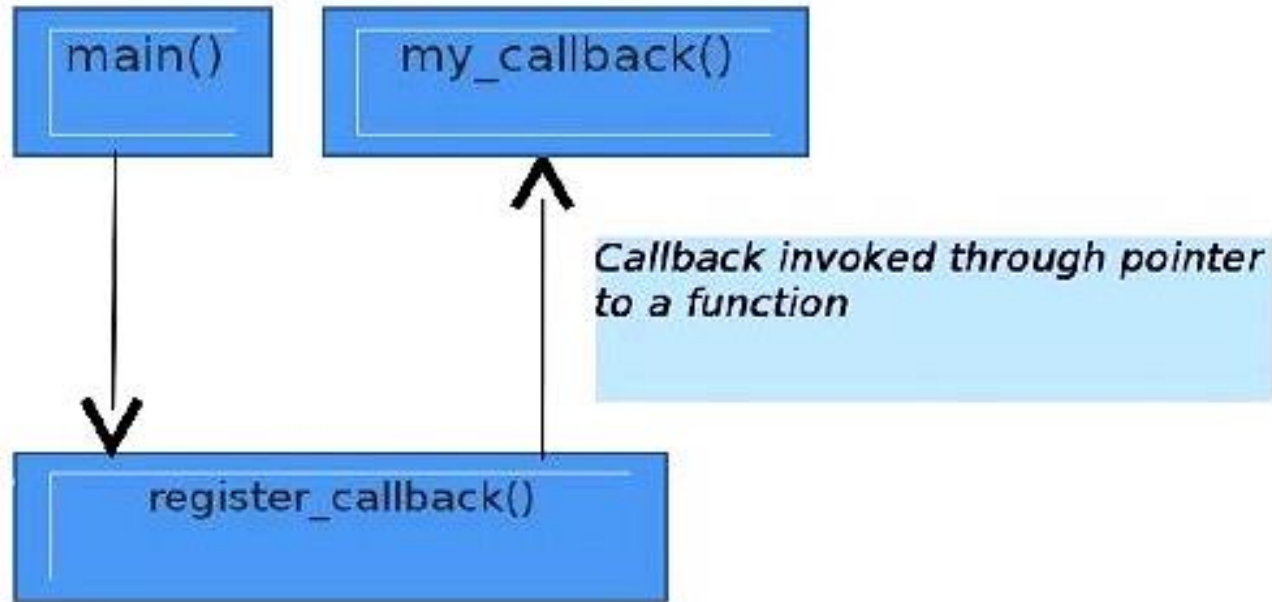 main()
my_callback()
Callback invoked through pointer
to a function
register_callback()